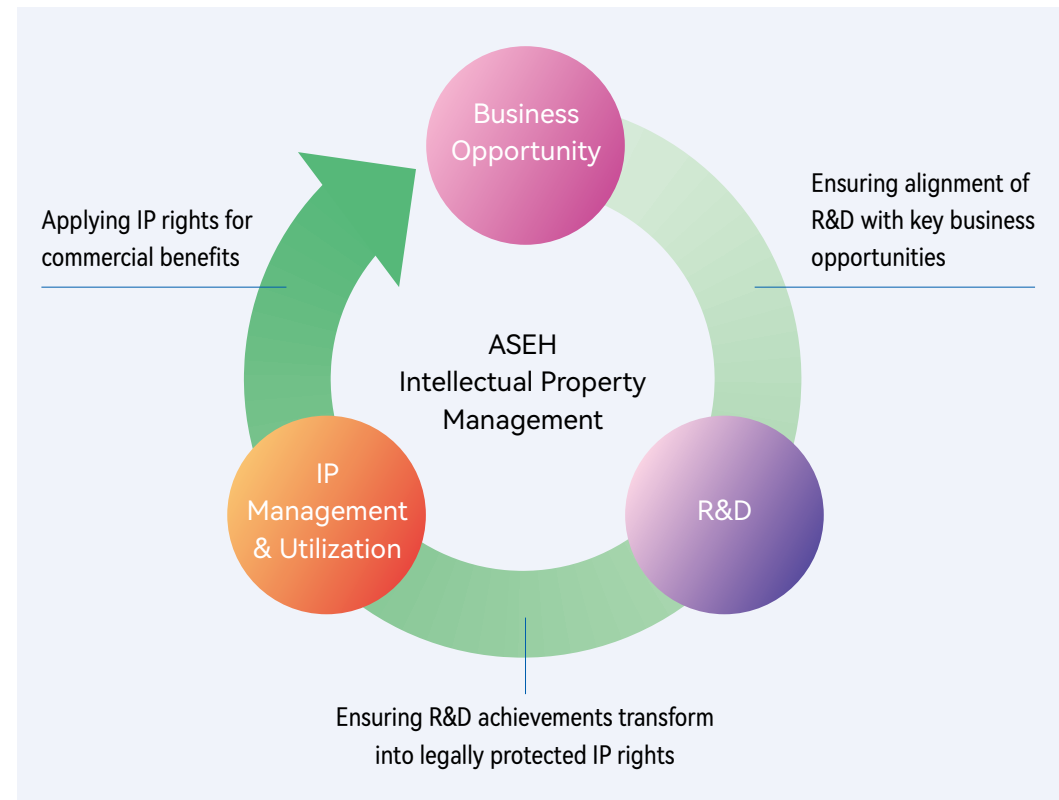 Business
Opportunity
Ensuring alignment of
R&D with key business
opportunities
Applying IP rights for
commercial benefits
ASEH
Intellectual Property
Management
IP
Management
& Utilization
R&D
Ensuring R&D achievements transform
into legally protected IP rights